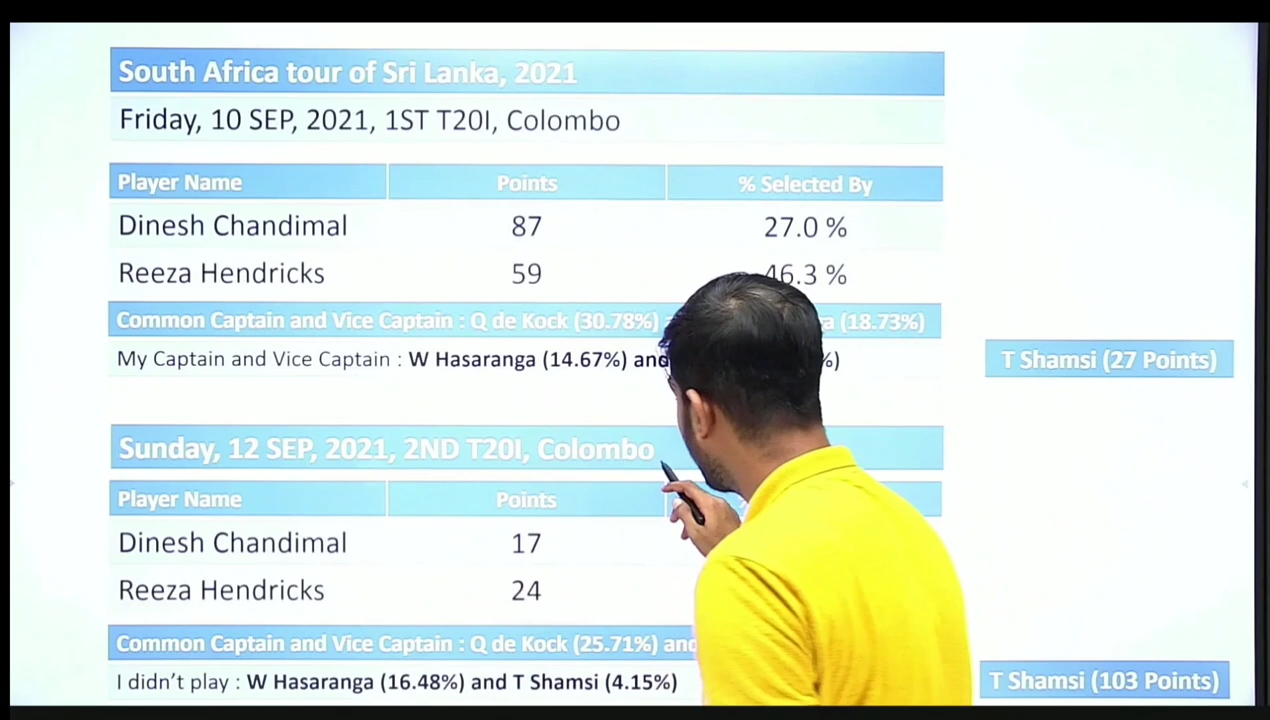 South Africa tour of Sri Lanka, 2021
Friday, 10 SEP, 2021, 1ST T20I, Colombo
Player Name Points % Selected By
Dinesh Chandimal 87 27.0 %
Reeza Hendricks 59 46.3 %
Common Captain and Vice Captain : Q de Kock (30.78%) (18.73%)
My Captain and Vice Captain : W Hasaranga (14.67%) and
T Shamsi (27 Points)
Sunday, 12 SEP, 2021, 2ND T20I, Colombo
Player Name Points
Dinesh Chandimal 17
Reeza Hendricks 24
Common Captain and Vice Captain : Q de Kock (25.71%) and
I didn't play : W Hasaranga (16.48%) and T Shamsi (4.15%)
T Shamsi (103 Points)